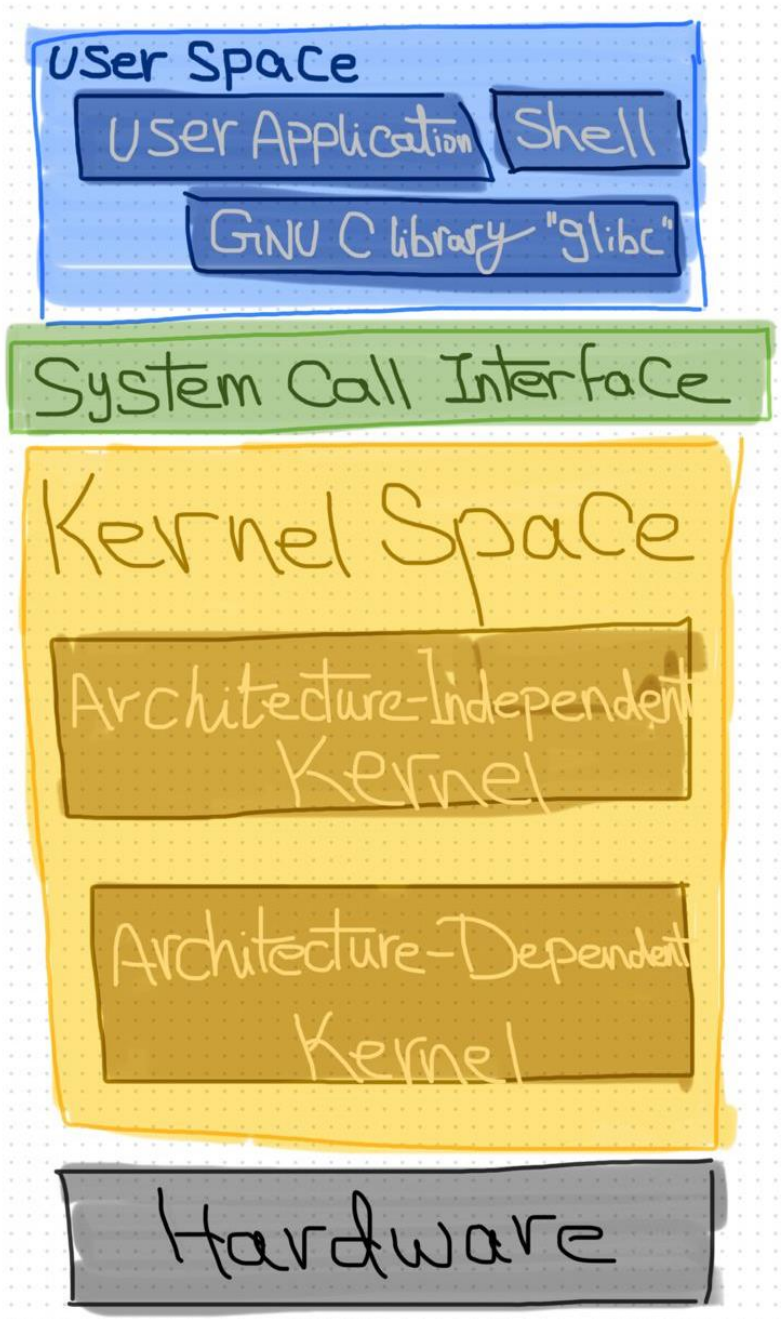 User Space
User Application
Shell
GNU C library "glibc"
System Call Interface
Kernel Space
Architecture-Independent
Kernel
Architecture-Dependent
Kernel
Hardware